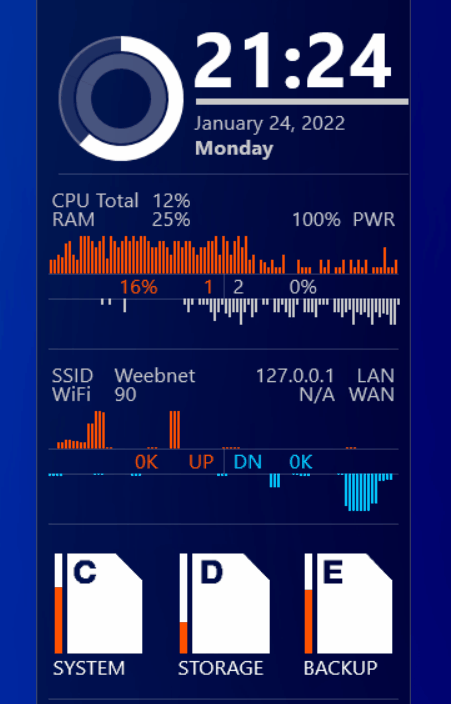 21:24
January 24, 2022
Monday
CPU Total 12%
RAM 25% 100% PWR
16% 1 2 0%
SSID Weebnet 127.0.0.1 LAN
WiFi 90 N/A WAN
0K UP DN 0K
C D E
SYSTEM STORAGE BACKUP